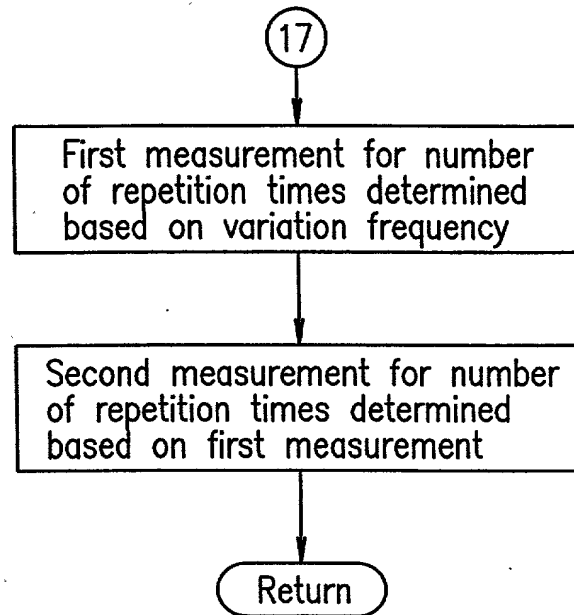 17
First measurement for number
of repetition times determined
based on variation frequency
Second measurement for number
of repetition times determined
based on first measurement
Return